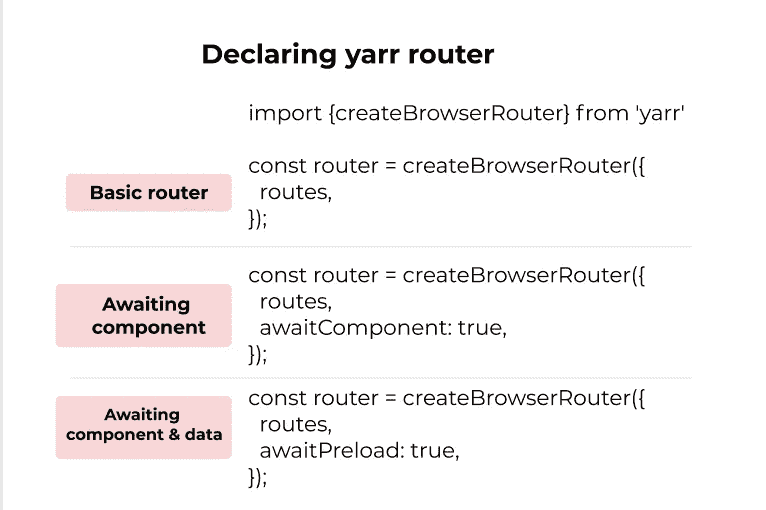 Declaring yarr router
import {createBrowserRouter} from 'yarr'
Basic router
const router = createBrowserRouter({
routes,
});
Awaiting
component
const router = createBrowserRouter({
routes,
awaitComponent: true,
});
Awaiting
component & data
const router = createBrowserRouter({
routes,
awaitPreload: true,
});